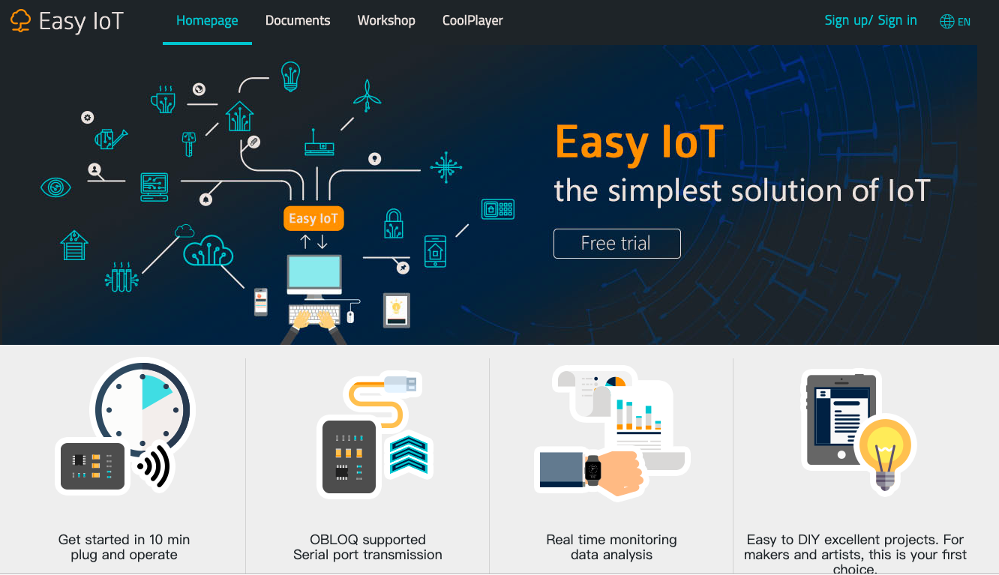 Easy IoT
Homepage
Documents
Workshop
CoolPlayer
Sign up/ Sign in
EN
Easy IoT
the simplest solution of IoT
Free trial
Easy IoT
Get started in 10 min
plug and operate
OBLOQ supported
Serial port transmission
Real time monitoring
data analysis
Easy to DIY excellent projects. For
makers and artists, this is your first
choice.